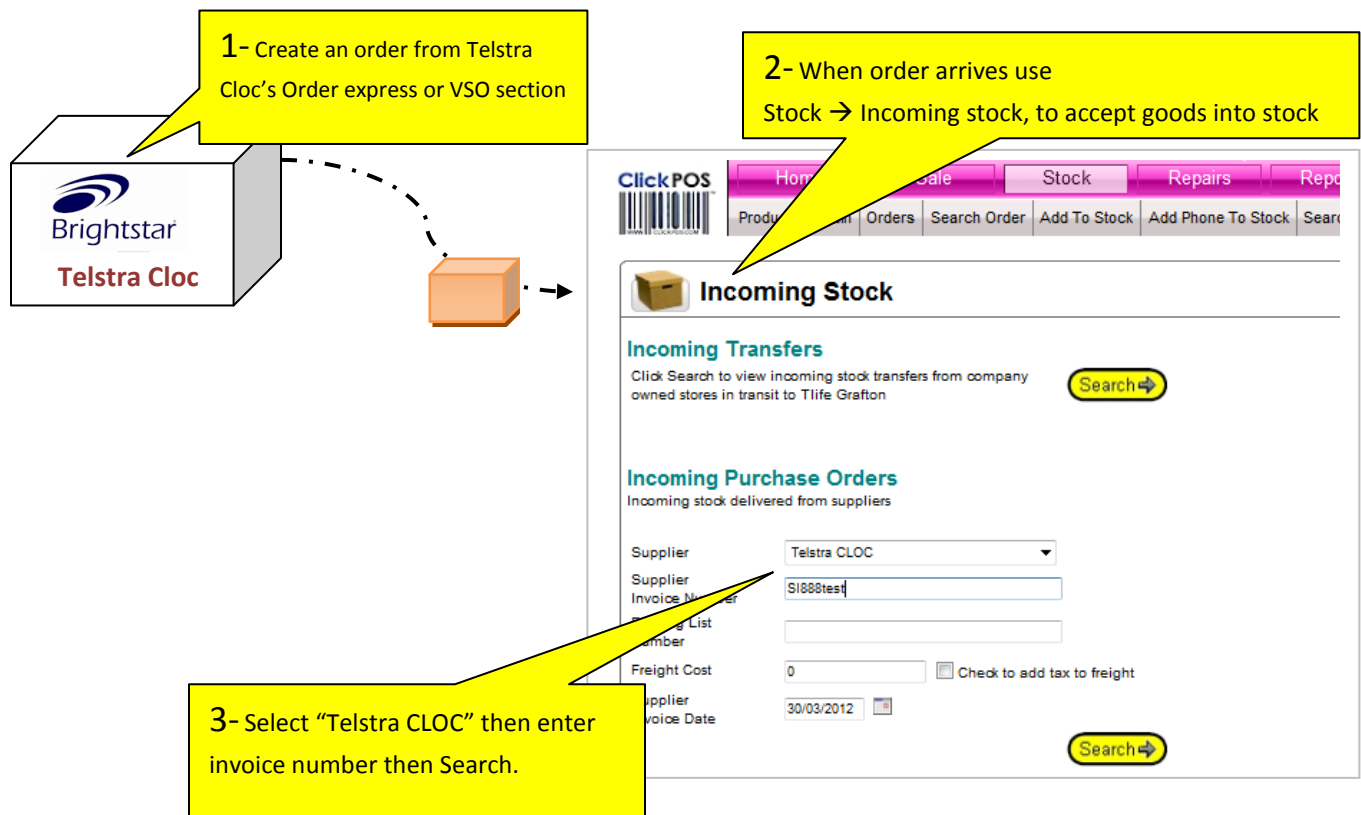 1- Create an order from Telstra
Cloc's Order express or VSO section
2- When order arrives use
Stock → Incoming stock, to accept goods into stock
Brightstar
Telstra Cloc
ClickPOS
Stock
Repairs
Orders
Search Order
Add To Stock
Add Phone To Stock
Incoming Stock
Incoming Transfers
Click Search to view incoming stock transfers from company
owned stores in transit to Tlife Grafton
Search
Incoming Purchase Orders
Incoming stock delivered from suppliers
Supplier
Telstra CLOC
Supplier
Invoice
SI888test
List
Freight Cost
0
Check to add tax to freight
Invoice Date
30/03/2012
Search
3- Select “Telstra CLOC” then enter
invoice number then Search.